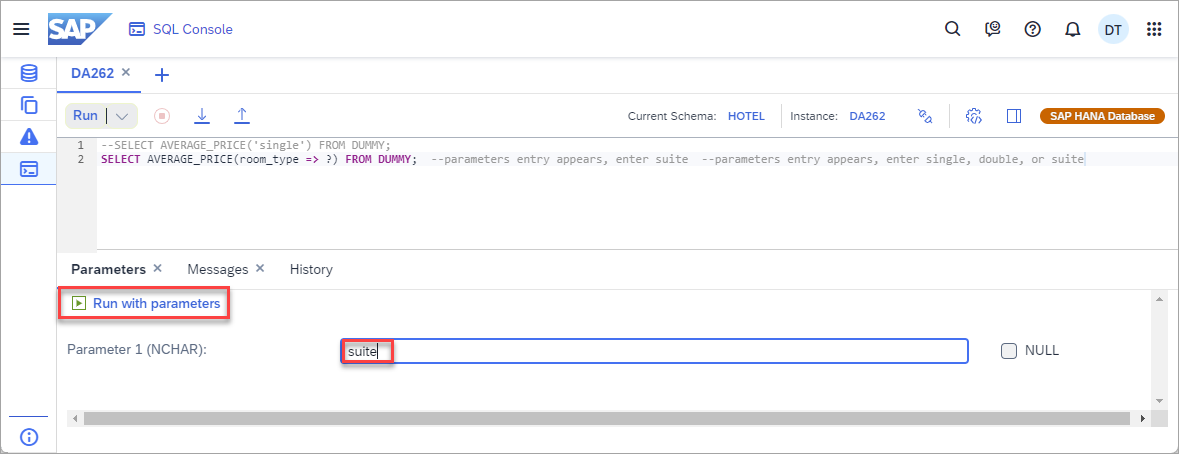 SAP SQL Console DT
DA262
Run Current Schema: HOTEL Instance: DA262 SAP HANA Database
1 --SELECT AVERAGE_PRICE('single') FROM DUMMY;
2 SELECT AVERAGE_PRICE(room_type => ?) FROM DUMMY; --parameters entry appears, enter suite --parameters entry appears, enter single, double, or suite
Parameters Messages History
Run with parameters
Parameter 1 (NCHAR): suite NULL